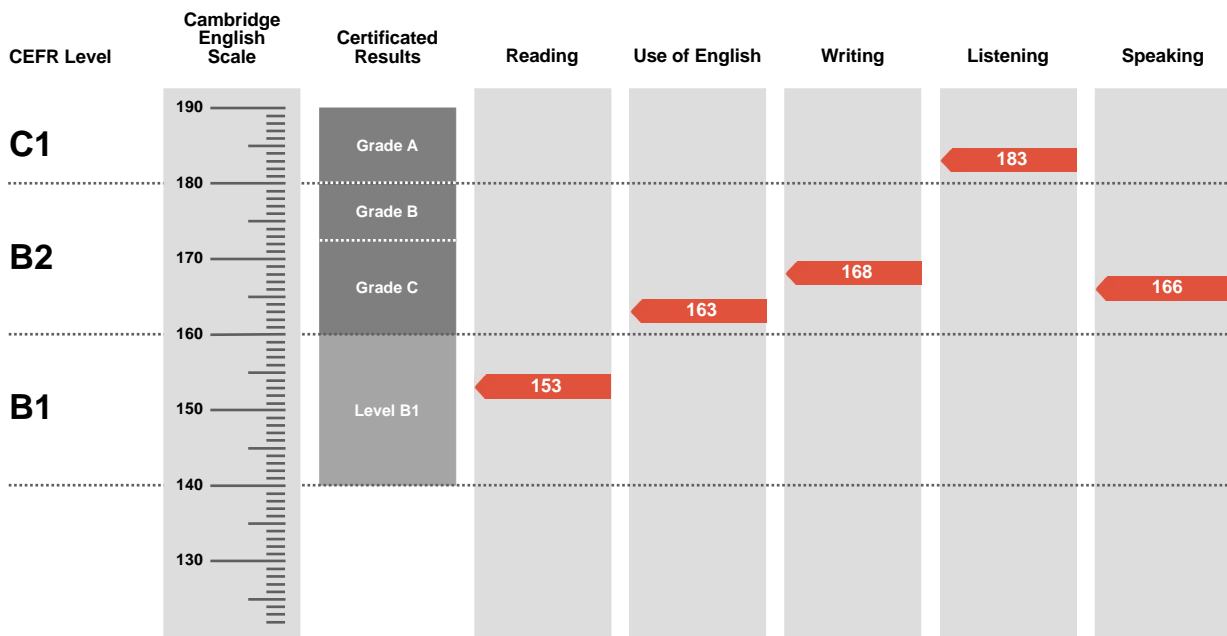 CEFR Level
Cambridge
English
Scale
Certificated
Results
Reading
Use of English
Writing
Listening
Speaking
190
C1
Grade A
183
180
Grade B
B2
170
168
Grade C
166
163
160
153
B1
150
Level B1
140
130